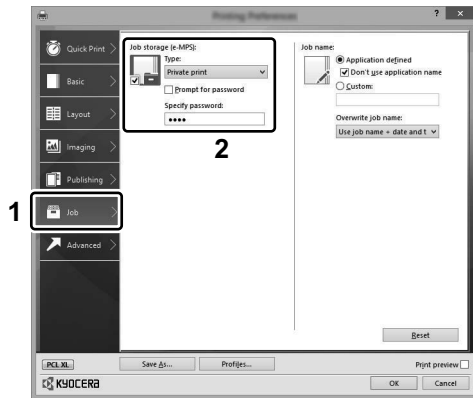 Printing Preferences
? ×
Quick Print >
Basic >
Layout >
Imaging >
Publishing >
Job >
Advanced >
1
Job storage (e-MPS):
Type:
Private print
Prompt for password
Specify password:
••••
2
Job name:
Application defined
Don't use application name
Custom:
Overwrite job name:
Use job name + date and t
Reset
PCL XL
Save As...
Profiles...
Print preview
KYOCERA
OK
Cancel